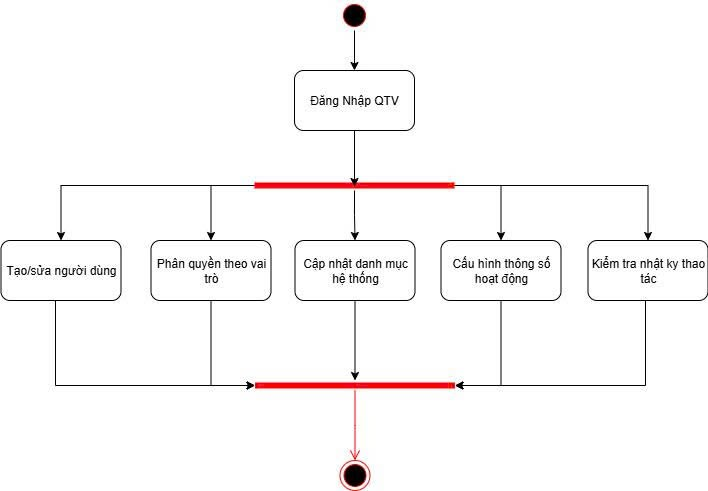 Đăng Nhập QTV
Tạo/sửa người dùng
Phân quyền theo vai
trò
Cập nhật danh mục
hệ thống
Cấu hình thông số
hoạt động
Kiểm tra nhật ky thao
tác